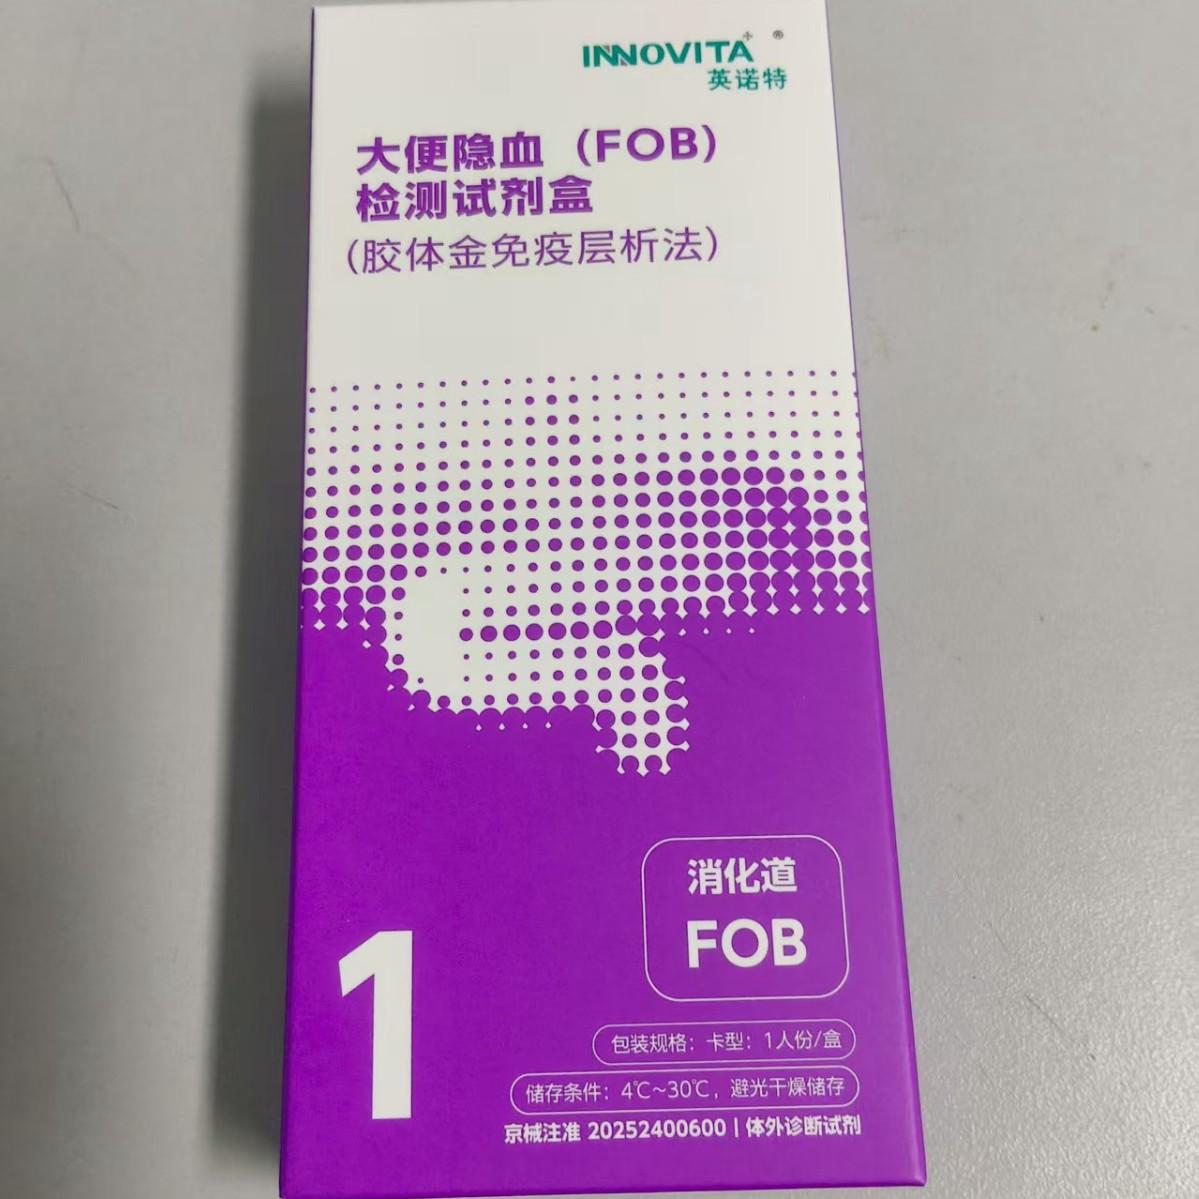 INNOVITA®
英诺特
大便隐血（FOB）
检测试剂盒
（胶体金免疫层析法）
消化道
FOB
1
包装规格：卡型：1人份/盒
储存条件：4℃~30℃，避光干燥储存
京械注准 20252400600 | 体外诊断试剂